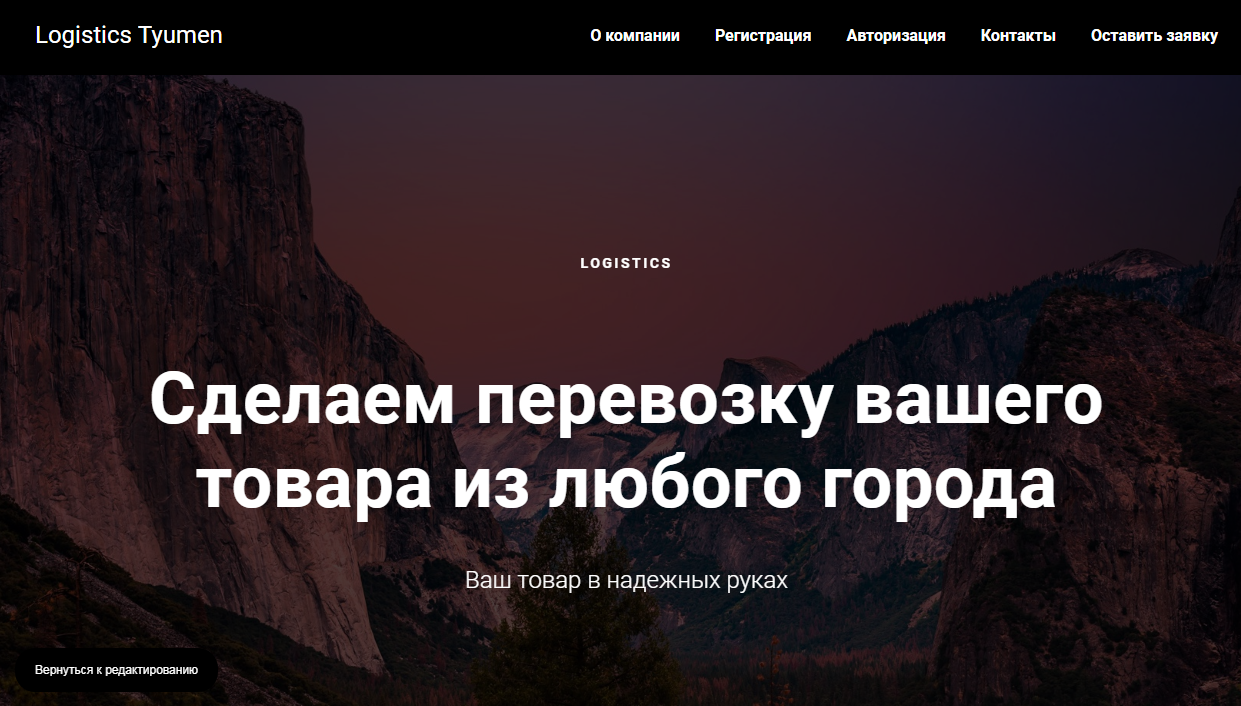 Logistics Tyumen
О компании
Регистрация
Авторизация
Контакты
Оставить заявку
LOGISTICS
Сделаем перевозку вашего
товара из любого города
Ваш товар в надежных руках
Вернуться к редактированию